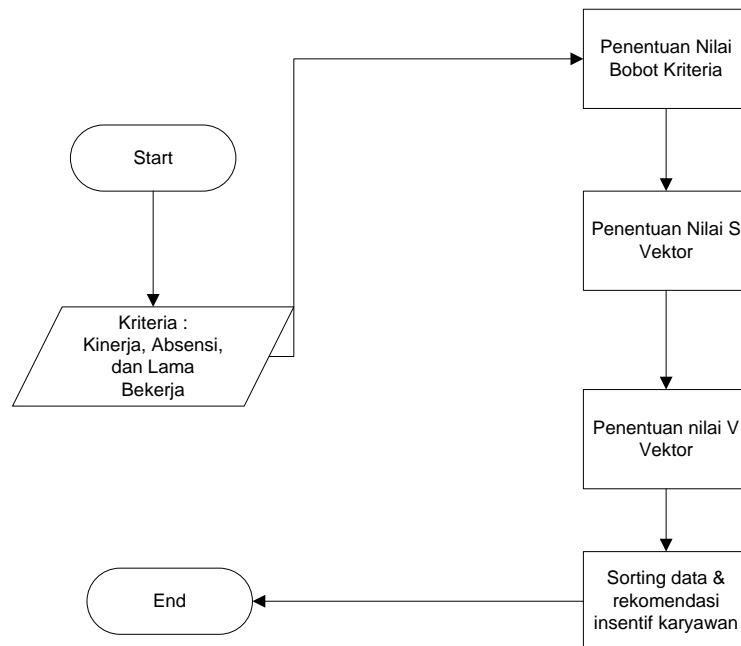 Start
Kriteria :
Kinerja, Absensi,
dan Lama
Bekerja
Penentuan Nilai
Bobot Kriteria
Penentuan Nilai S
Vektor
Penentuan nilai V
Vektor
Sorting data &
rekomendasi
insentif karyawan
End